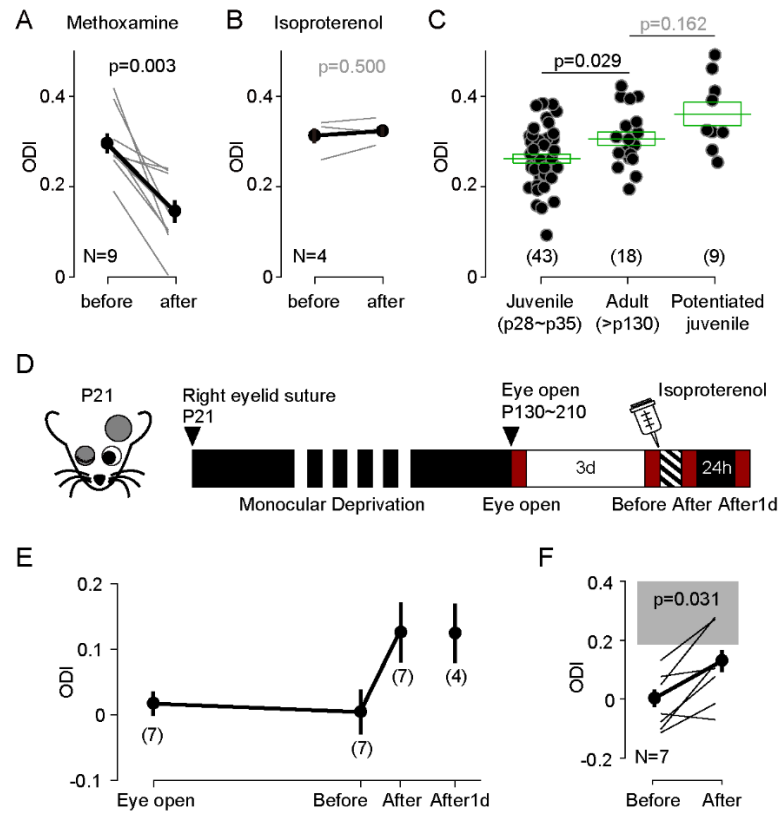 A
Methoxamine
p=0.003
0.4
0.2
0
ODI
N=9
before after
B
Isoproterenol
p=0.500
0.4
0.2
0
ODI
N=4
before after
C
p=0.162
p=0.029
0.4
0.2
0
ODI
(43) (18) (9)
Juvenile Adult Potentiated
(p28~p35) (>p130) juvenile
D
P21
Right eyelid suture
P21
Eye open
P130~210
Isoproterenol
3d
24h
Monocular Deprivation Eye open Before After After1d
E
0.2
0.1
0
-0.1
ODI
(7)
(7)
(7)
(4)
Eye open Before After After1d
F
0.4
0.2
0
-0.2
ODI
p=0.031
N=7
Before After